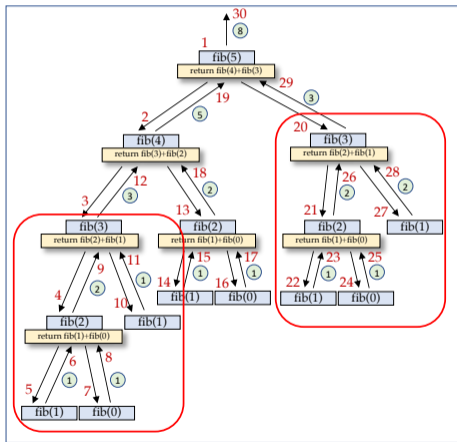 30
8
1
fib(5)
return fib(4)+fib(3)
29
19
3
2
5
20
fib(4)
return fib(3)+fib(2)
fib(3)
return fib(2)+fib(1)
12
18
28
26
3
3
2
2
2
13
21
27
fib(3)
return fib(2)+fib(1)
fib(2)
return fib(1)+fib(0)
fib(2)
return fib(1)+fib(0)
fib(1)
9
11
15
17
23
25
4
2
10
1
14
1
16
1
22
1
24
1
fib(2)
return fib(1)+fib(0)
fib(1)
fib(1)
fib(0)
fib(1)
fib(0)
6
8
5
1
7
1
fib(1)
fib(0)